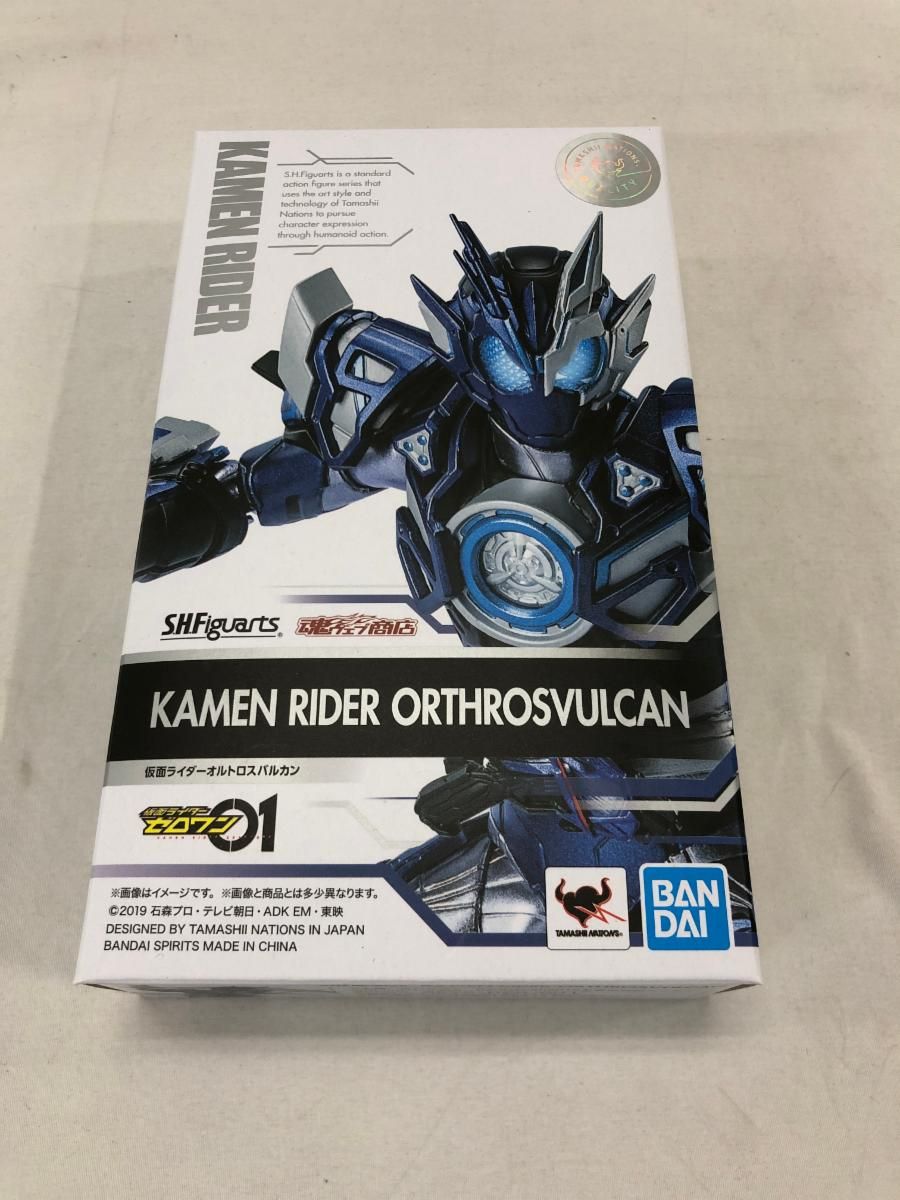 KAMEN RIDER
S.H.Figuarts is a standard
action figure series that
uses the art style and
technology of Tamashii
Nations to pursue
character expression
through humanoid action.
TAMASHII NATIONS.
QUALITY
S.H.Figuarts®
魂ウェブ商店
KAMEN RIDER ORTHROSVULCAN
仮面ライダーオルトロスバルカン
仮面ライダー
ゼロワン 01
※画像はイメージです。※画像と商品とは多少異なります。
©2019 石森プロ・テレビ朝日・ADK EM・東映
DESIGNED BY TAMASHII NATIONS IN JAPAN
BANDAI SPIRITS MADE IN CHINA
TAMASHII NATIONS®
BAN
DAI